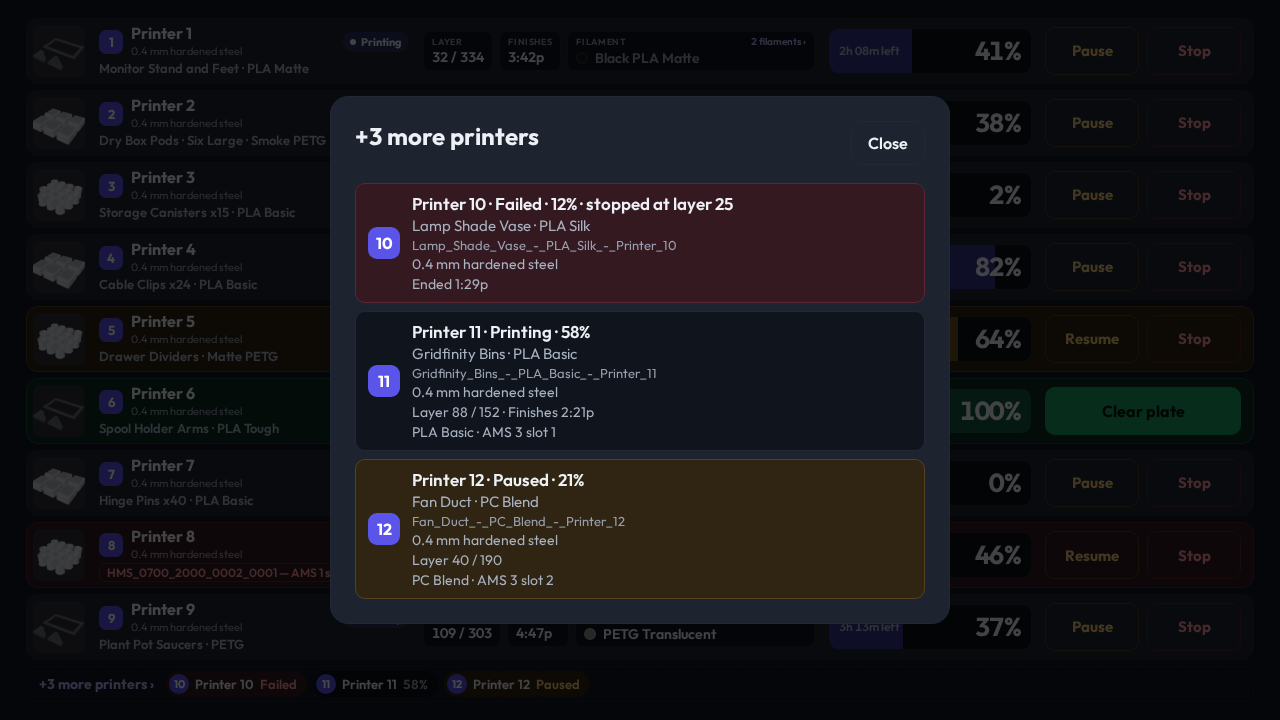 1
Printer 1
0.4 mm hardened steel
Monitor Stand and Feet · PLA Matte
Printing
LAYER
32 / 334
FINISHES
3:42p
FILAMENT
2 filaments ›
Black PLA Matte
2h 08m left
41%
Pause
Stop
2
Printer 2
0.4 mm hardened steel
Dry Box Pods · Six Large · Smoke PETG
38%
Pause
Stop
3
Printer 3
0.4 mm hardened steel
Storage Canisters x15 · PLA Basic
2%
Pause
Stop
4
Printer 4
0.4 mm hardened steel
Cable Clips x24 · PLA Basic
82%
Pause
Stop
5
Printer 5
0.4 mm hardened steel
Drawer Dividers · Matte PETG
64%
Resume
Stop
6
Printer 6
0.4 mm hardened steel
Spool Holder Arms · PLA Tough
100%
Clear plate
7
Printer 7
0.4 mm hardened steel
Hinge Pins x40 · PLA Basic
0%
Pause
Stop
8
Printer 8
0.4 mm hardened steel
HMS_0700_2000_0002_0001 — AMS 1 s
46%
Resume
Stop
9
Printer 9
0.4 mm hardened steel
Plant Pot Saucers · PETG
109 / 303
4:47p
PETG Translucent
3h 13m left
37%
Pause
Stop
+3 more printers ›
10 Printer 10 Failed
11 Printer 11 58%
12 Printer 12 Paused
+3 more printers
Close
10
Printer 10 · Failed · 12% · stopped at layer 25
Lamp Shade Vase · PLA Silk
Lamp_Shade_Vase_-_PLA_Silk_-_Printer_10
0.4 mm hardened steel
Ended 1:29p
11
Printer 11 · Printing · 58%
Gridfinity Bins · PLA Basic
Gridfinity_Bins_-_PLA_Basic_-_Printer_11
0.4 mm hardened steel
Layer 88 / 152 · Finishes 2:21p
PLA Basic · AMS 3 slot 1
12
Printer 12 · Paused · 21%
Fan Duct · PC Blend
Fan_Duct_-_PC_Blend_-_Printer_12
0.4 mm hardened steel
Layer 40 / 190
PC Blend · AMS 3 slot 2